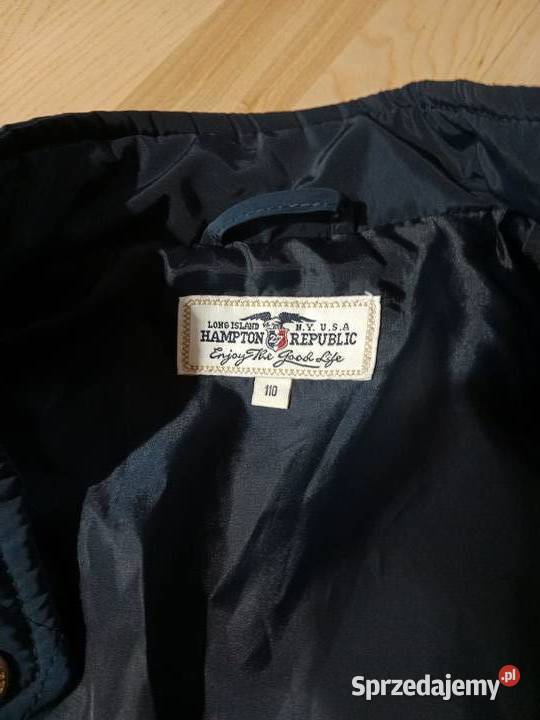 LONG ISLAND N.Y. U.S.A
HAMPTON 27 REPUBLIC
Enjoy The Good Life
110
Sprzedajemy.pl